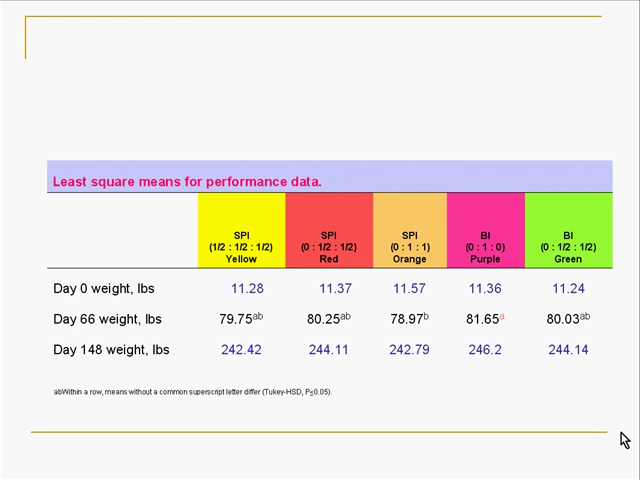 Least square means for performance data.
SPI (1/2 : 1/2 : 1/2) Yellow
SPI (0 : 1/2 : 1/2) Red
SPI (0 : 1 : 1) Orange
BI (0 : 1 : 0) Purple
BI (0 : 1/2 : 1/2) Green
Day 0 weight, lbs 11.28 11.37 11.57 11.36 11.24
Day 66 weight, lbs 79.75ab 80.25ab 78.97b 81.65a 80.03ab
Day 148 weight, lbs 242.42 244.11 242.79 246.2 244.14
abWithin a row, means without a common superscript letter differ (Tukey-HSD, P≤0.05).